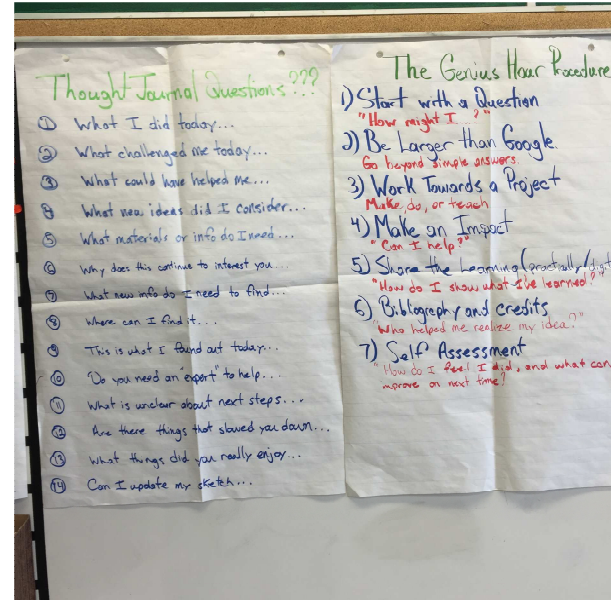 Thought Journal Questions???
1 What I did today...
2 What challenged me today...
3 What could have helped me...
4 What new ideas did I consider...
5 What materials or info do I need...
6 Why does this continue to interest you...
7 What new info do I need to find...
8 Where can I find it...
9 This is what I found out today...
10 Do you need an "expert" to help...
11 What is unclear about next steps...
12 Are there things that slowed you down...
13 What things did you really enjoy...
14 Can I update my sketch...
The Genius Hour Procedure
1) Start with a Question
"How might I...?"
2) Be Larger than Google.
Go beyond simple answers.
3) Work Towards a Project
Make, do, or teach
4) Make an Impact
"Can I help?"
5) Share the Learning (practically/digit
"How do I show what I've learned?"
6) Biblography and credits
"Who helped me realize my idea?"
7) Self Assessment
"How do I feel I did, and what can
improve on next time?